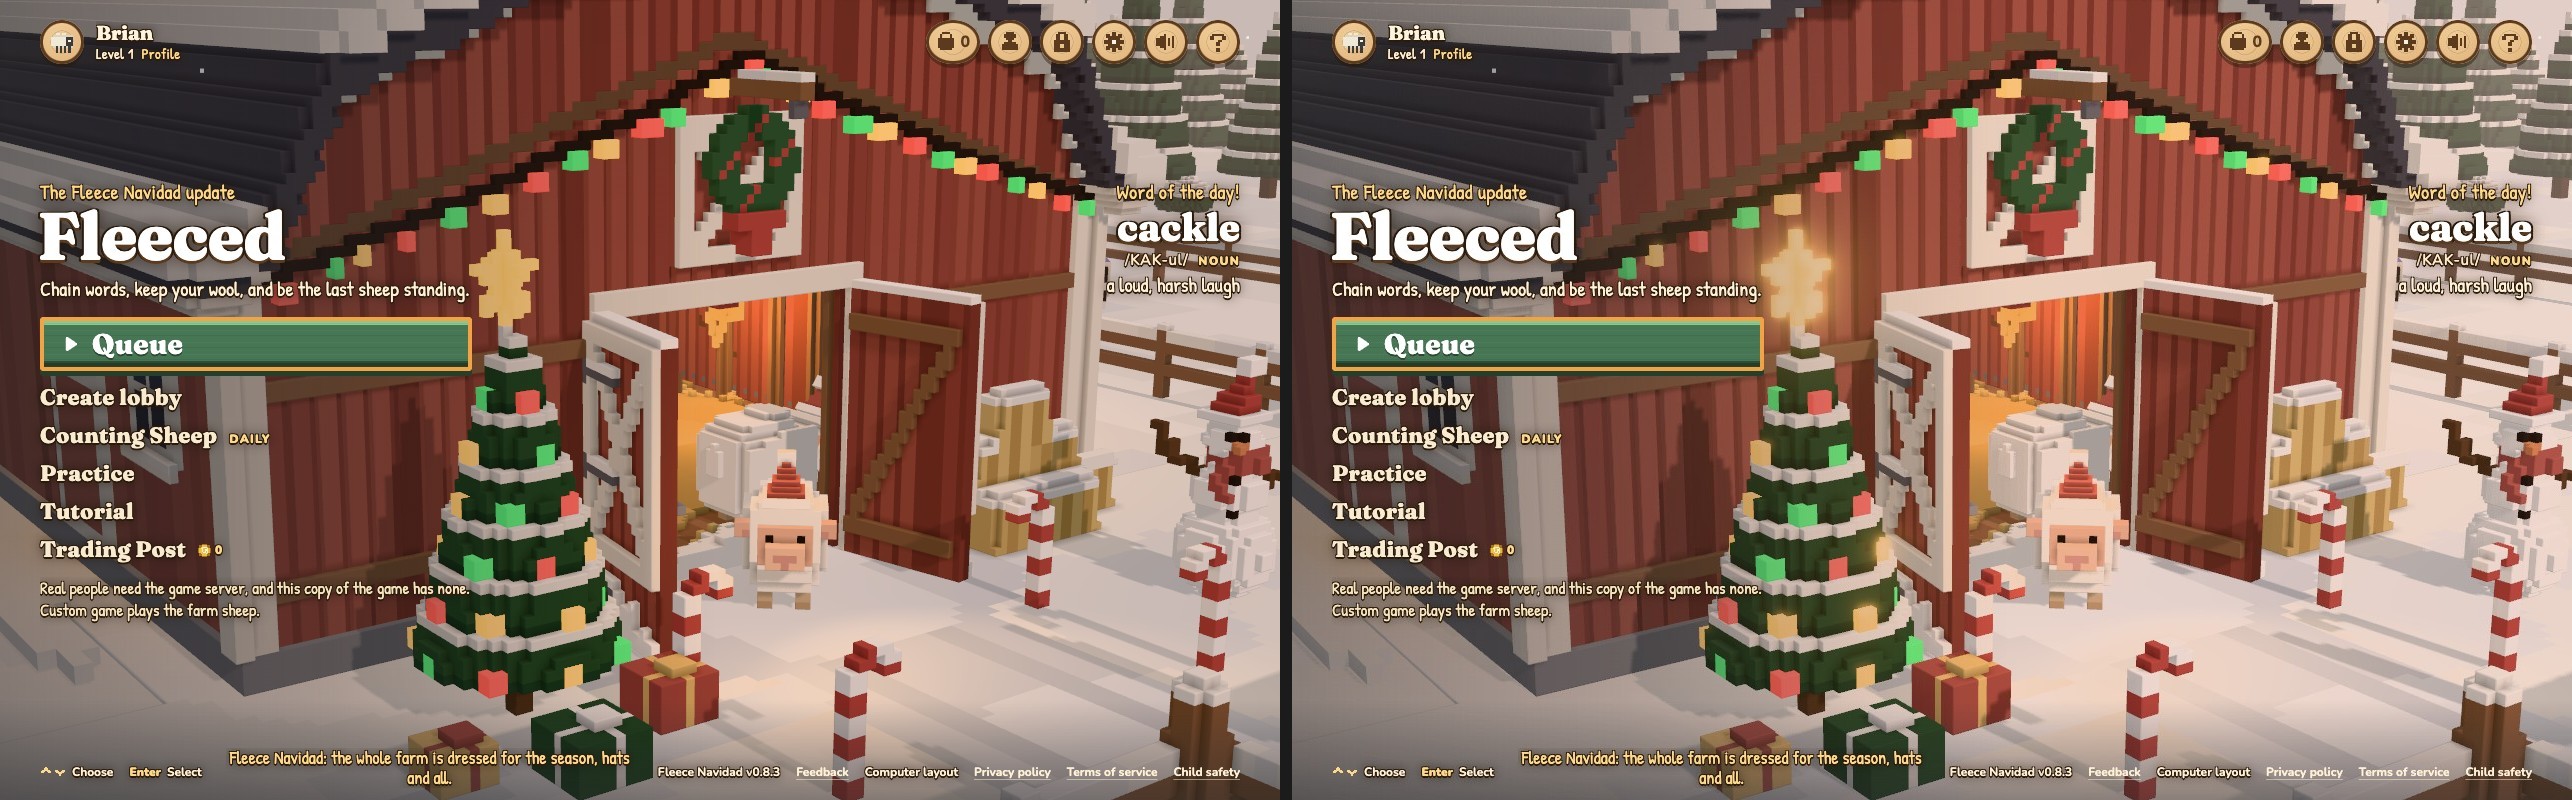 Brian
Level 1 Profile
0
The Fleece Navidad update
Fleeced
Chain words, keep your wool, and be the last sheep standing.
Queue
Create lobby
Counting Sheep DAILY
Practice
Tutorial
Trading Post 0
Real people need the game server, and this copy of the game has none.
Custom game plays the farm sheep.
Word of the day!
cackle
/KAK-ul/ NOUN
a loud, harsh laugh
Choose Enter Select
Fleece Navidad: the whole farm is dressed for the season, hats
and all.
Fleece Navidad v0.8.3 Feedback Computer layout Privacy policy Terms of service Child safety
Brian
Level 1 Profile
0
?
The Fleece Navidad update
Fleeced
Chain words, keep your wool, and be the last sheep standing.
Queue
Create lobby
Counting Sheep DAILY
Practice
Tutorial
Trading Post 0
Real people need the game server, and this copy of the game has none.
Custom game plays the farm sheep.
Word of the day!
cackle
/KAK-ul/ NOUN
a loud, harsh laugh
Choose Enter Select
Fleece Navidad: the whole farm is dressed for the season, hats
and all.
Fleece Navidad v0.8.3 Feedback Computer layout Privacy policy Terms of service Child safety